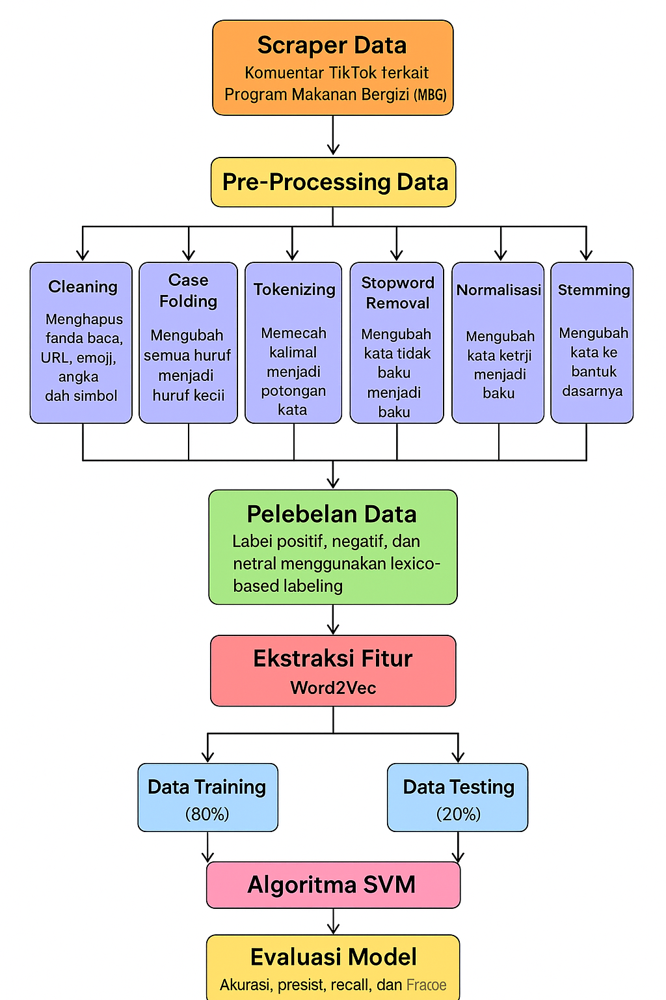 Scraper Data
Komuentar TikTok terkait
Program Makanan Bergizi (MBG)
Pre-Processing Data
Cleaning
Menghapus
fanda baca,
URL, emojj,
angka
dah simbol
Case
Folding
Mengubah
semua huruf
menjadi
huruf kecii
Tokenizing
Memecah
kalimal
menjadi
potongan
kata
Stopword
Removal
Mengubah
kata tidak
baku
menjadi
baku
Normalisasi
Mengubah
kata ketrji
menjadi
baku
Stemming
Mengubah
kata ke
bantuk
dasarnya
Pelebelan Data
Labei positif, negatif, dan
netral menggunakan lexico-
based labeling
Ekstraksi Fitur
Word2Vec
Data Training
(80%)
Data Testing
(20%)
Algoritma SVM
Evaluasi Model
Akurasi, presist, recall, dan Fracoe